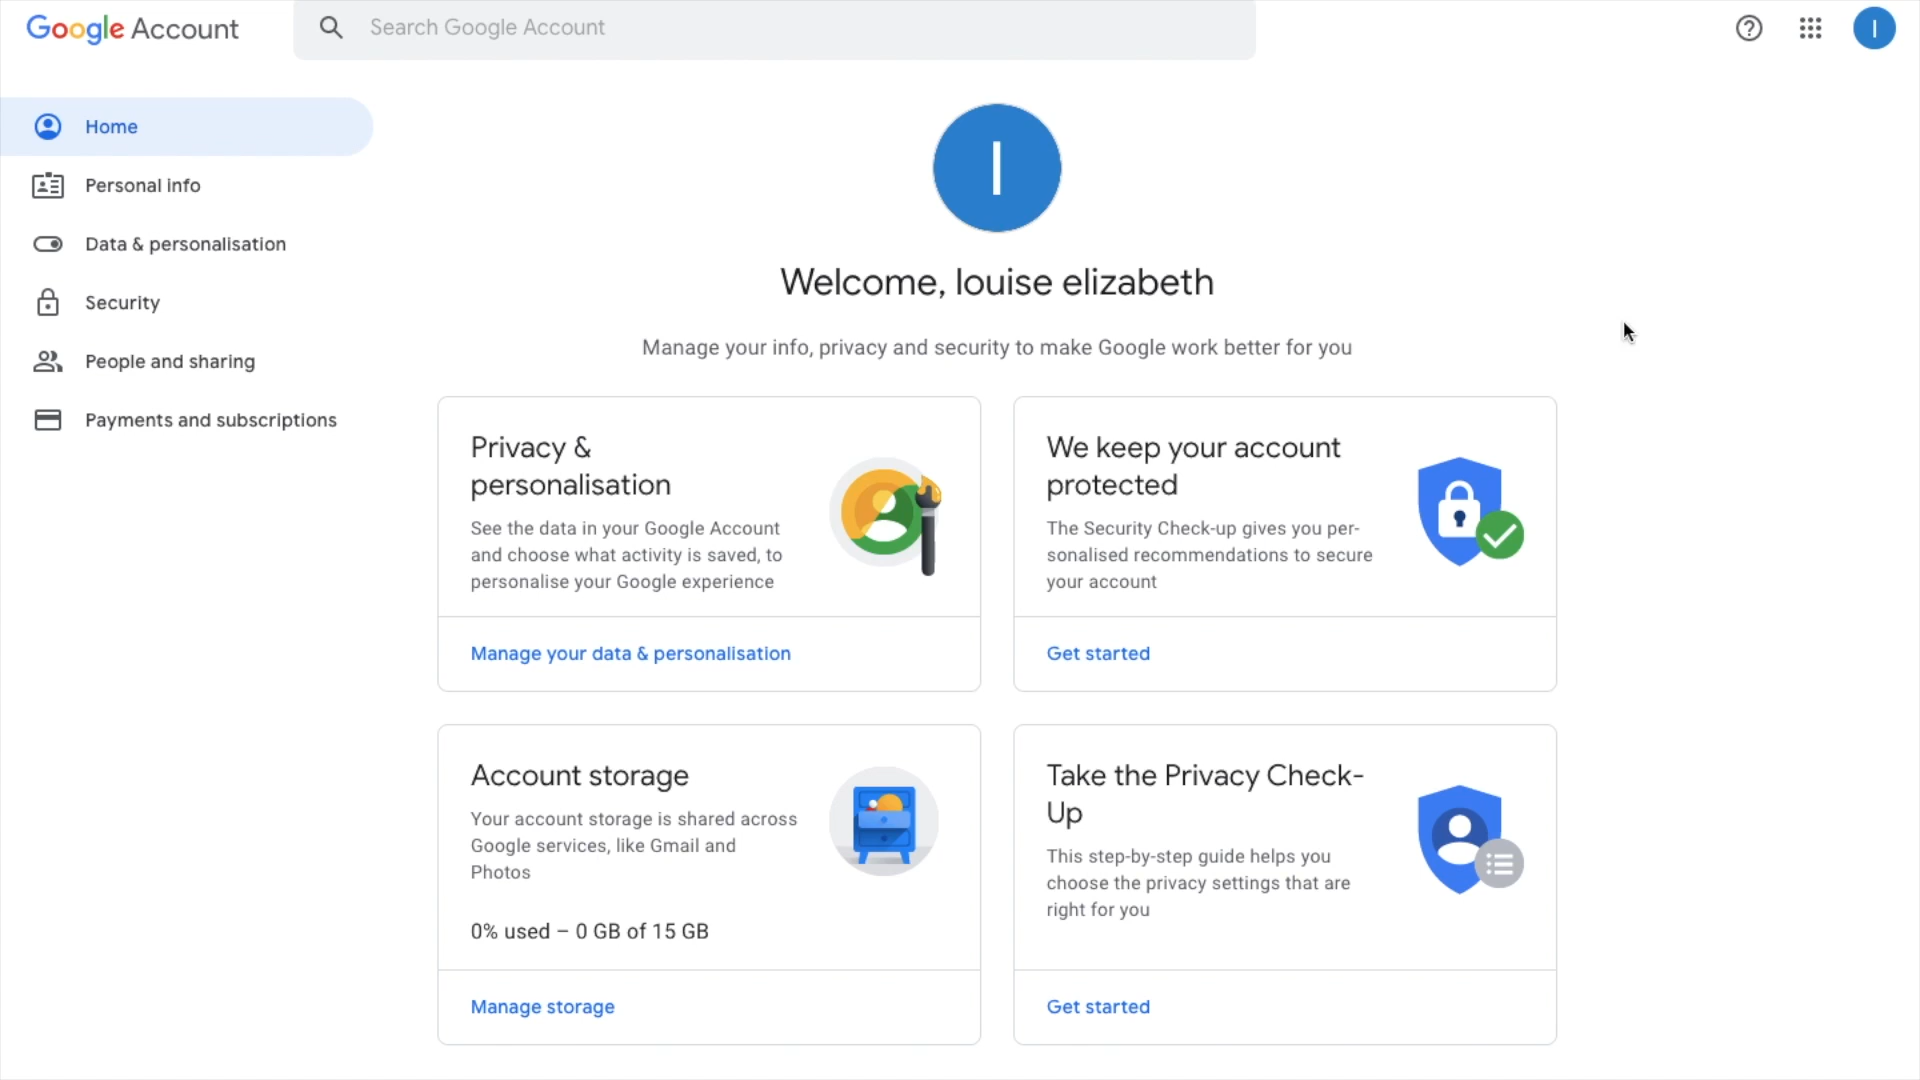 Google Account
Search Google Account
l
Home
Personal info
Data & personalisation
Security
People and sharing
Payments and subscriptions
l
Welcome, louise elizabeth
Manage your info, privacy and security to make Google work better for you
Privacy &
personalisation
See the data in your Google Account
and choose what activity is saved, to
personalise your Google experience
Manage your data & personalisation
We keep your account
protected
The Security Check-up gives you per-
sonalised recommendations to secure
your account
Get started
Account storage
Your account storage is shared across
Google services, like Gmail and
Photos
0% used – 0 GB of 15 GB
Manage storage
Take the Privacy Check-
Up
This step-by-step guide helps you
choose the privacy settings that are
right for you
Get started